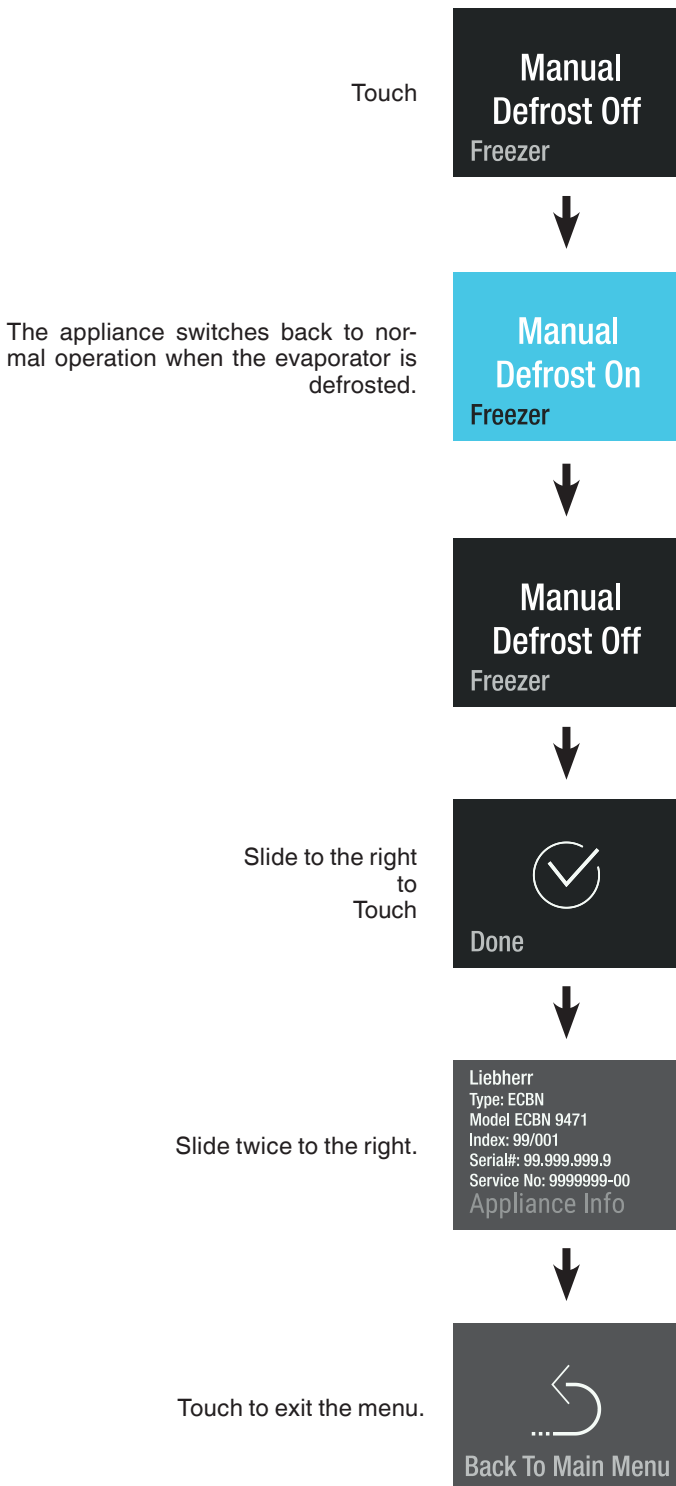 Touch
Manual
Defrost Off
Freezer
The appliance switches back to nor-
mal operation when the evaporator is
defrosted.
Manual
Defrost On
Freezer
Manual
Defrost Off
Freezer
Slide to the right
to
Touch
Done
Slide twice to the right.
Liebherr
Type: ECBN
Model ECBN 9471
Index: 99/001
Serial#: 99.999.999.9
Service No: 9999999-00
Appliance Info
Touch to exit the menu.
Back To Main Menu